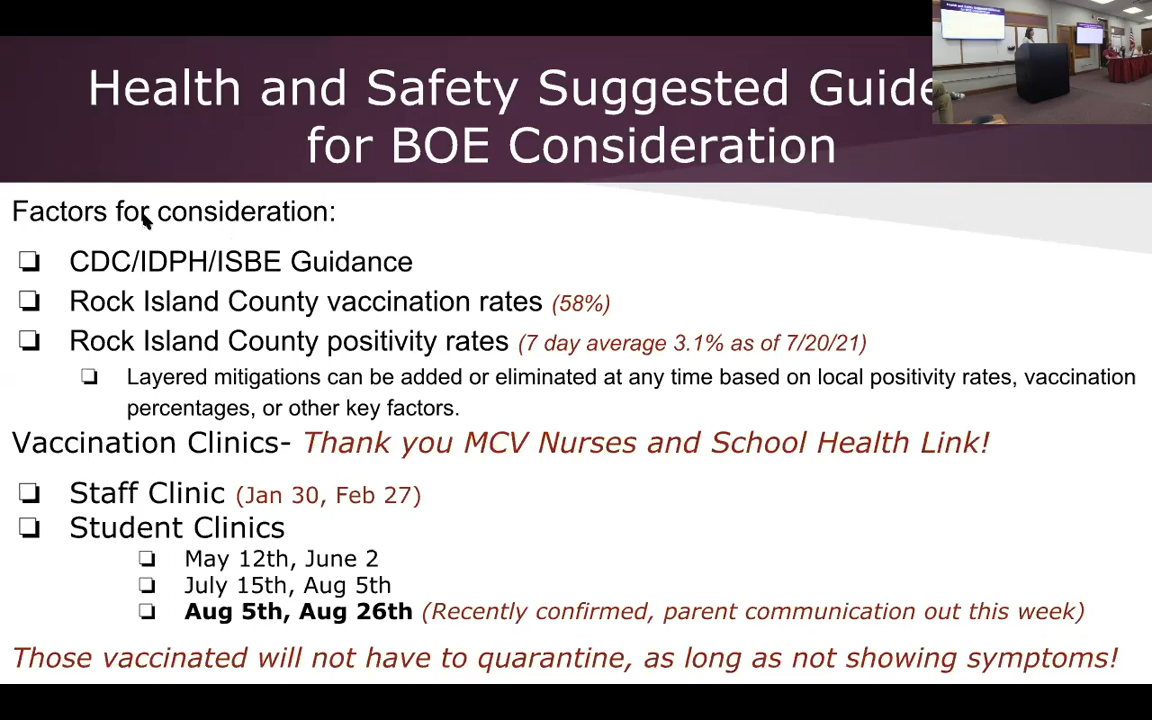 Health and Safety Suggested Guide
for BOE Consideration
Factors for consideration:
CDC/IDPH/ISBE Guidance
Rock Island County vaccination rates (58%)
Rock Island County positivity rates (7 day average 3.1% as of 7/20/21)
Layered mitigations can be added or eliminated at any time based on local positivity rates, vaccination
percentages, or other key factors.
Vaccination Clinics- Thank you MCV Nurses and School Health Link!
Staff Clinic (Jan 30, Feb 27)
Student Clinics
May 12th, June 2
July 15th, Aug 5th
Aug 5th, Aug 26th (Recently confirmed, parent communication out this week)
Those vaccinated will not have to quarantine, as long as not showing symptoms!